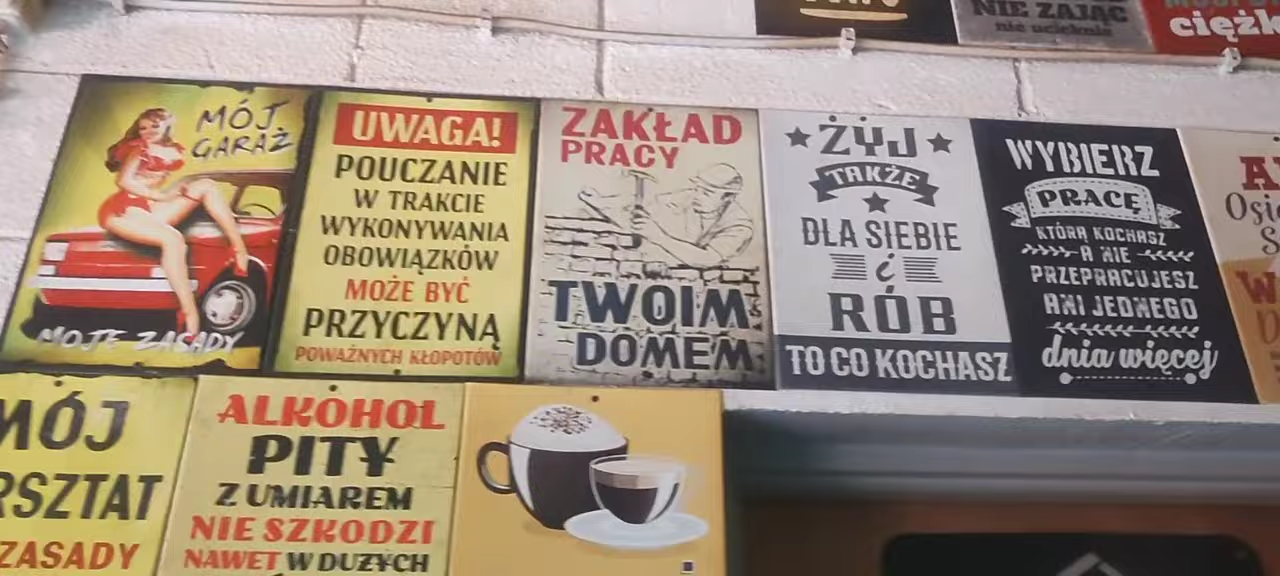 NIE ZAJĄC
nie ucieknie
MÓJ
GARAŻ
MOJE ZASADY
UWAGA!
POUCZANIE
W TRAKCIE
WYKONYWANIA
OBOWIĄZKÓW
MOŻE BYĆ
PRZYCZYNĄ
POWAŻNYCH KŁOPOTÓW
ZAKŁAD
PRACY
TWOIM
DOMEM
ŻYJ
TAKŻE
DLA SIEBIE
i
RÓB
TO CO KOCHASZ
WYBIERZ
PRACĘ
KTÓRĄ KOCHASZ
A NIE
PRZEPRACUJESZ
ANI JEDNEGO
dnia więcej
MÓJ
ZASADY
ALKOHOL
PITY
Z UMIAREM
NIE SZKODZI
NAWET W DUŻYCH